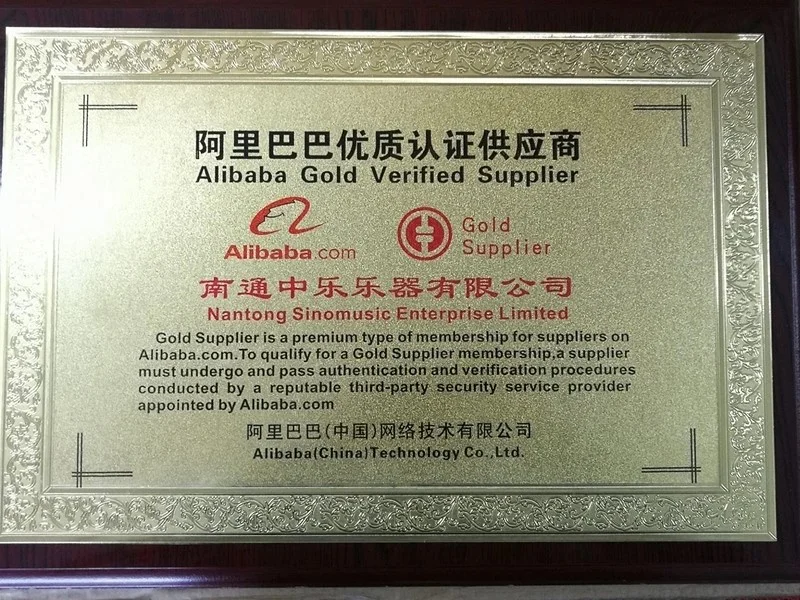 阿里巴巴优质认证供应商
Alibaba Gold Verified Supplier
Alibaba.com
Gold
Supplier
南通中乐乐器有限公司
Nantong Sinomusic Enterprise Limited
Gold Supplier is a premium type of membership for suppliers on
Alibaba.com.To qualify for a Gold Supplier membership,a supplier
must undergo and pass authentication and verification procedures
conducted by a reputable third-party security service provider
appointed by Alibaba.com
阿里巴巴(中国)网络技术有限公司
Alibaba(China)Technology Co.,Ltd.